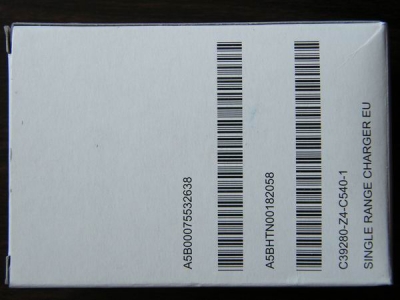 A5B00075532638
A5BHTN00182058
C39280-Z4-C540-1
SINGLE RANGE CHARGER EU